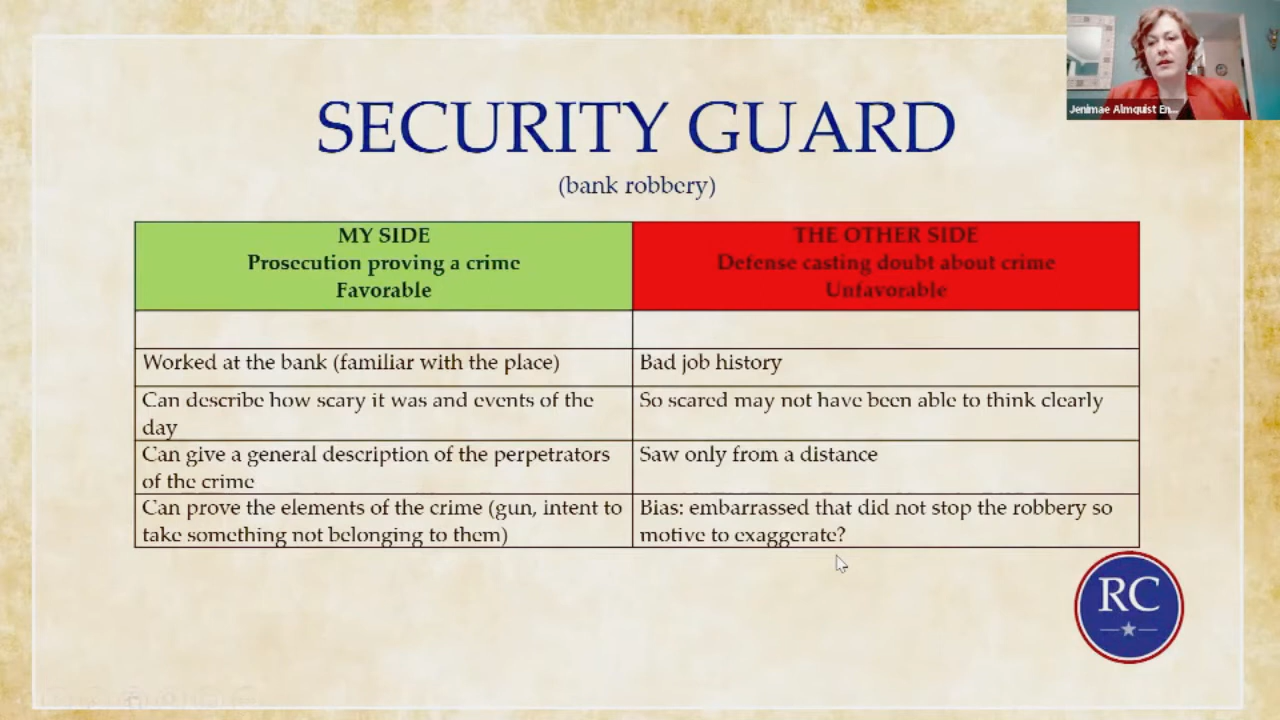 Jenimae Almquist En...
SECURITY GUARD
(bank robbery)
MY SIDE
Prosecution proving a crime
Favorable
THE OTHER SIDE
Defense casting doubt about crime
Unfavorable
Worked at the bank (familiar with the place)
Bad job history
Can describe how scary it was and events of the
day
So scared may not have been able to think clearly
Can give a general description of the perpetrators
of the crime
Saw only from a distance
Can prove the elements of the crime (gun, intent to
take something not belonging to them)
Bias: embarrassed that did not stop the robbery so
motive to exaggerate?
RC